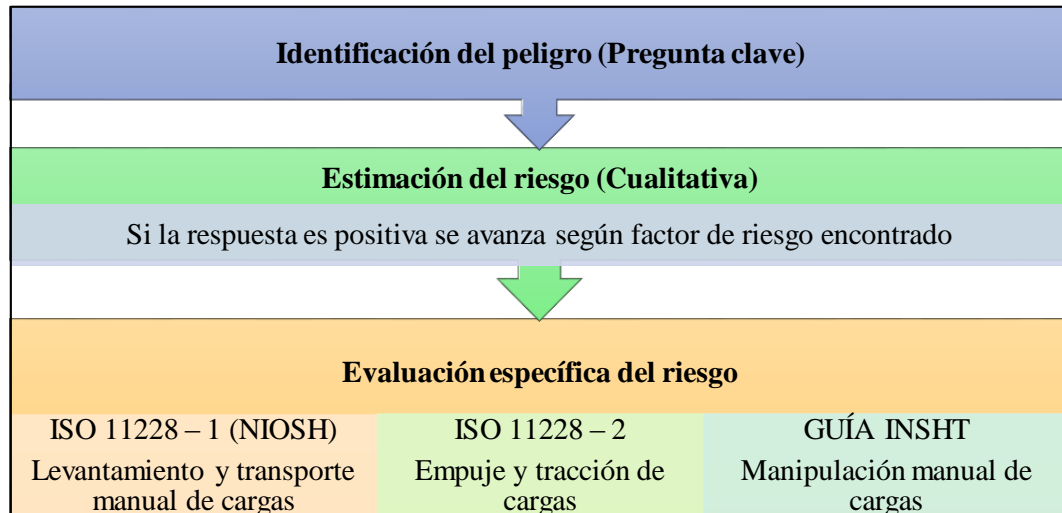 Identificación del peligro (Pregunta clave)
Estimación del riesgo (Cualitativa)
Si la respuesta es positiva se avanza según factor de riesgo encontrado
Evaluación específica del riesgo
ISO 11228 – 1 (NIOSH)
Levantamiento y transporte
manual de cargas
ISO 11228 – 2
Empuje y tracción de
cargas
GUÍA INSHT
Manipulación manual de
cargas